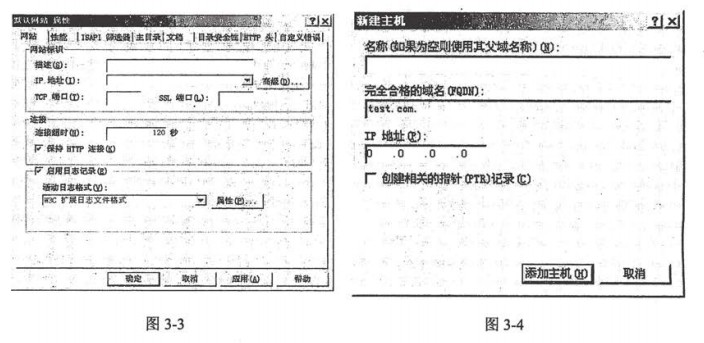 默认网站 属性
网站 性能 ISAPI 筛选器 主目录 文档 目录安全性 HTTP 头 自定义错误
网站标识
描述(S):
IP 地址(I): 高级(D)...
TCP 端口(T): SSL 端口(L):
连接
连接超时(N): 120 秒
保持 HTTP 连接(K)
启用日志记录(E)
活动日志格式(V):
W3C 扩展日志文件格式 属性(P)...
确定 取消 应用(A) 帮助
图 3-3
新建主机
名称(如果为空则使用其父域名称)(N):
完全合格的域名(FQDN):
test.com.
IP 地址(P):
0 .0 .0 .0
创建相关的指针(PTR)记录(C)
添加主机(H) 取消
图 3-4